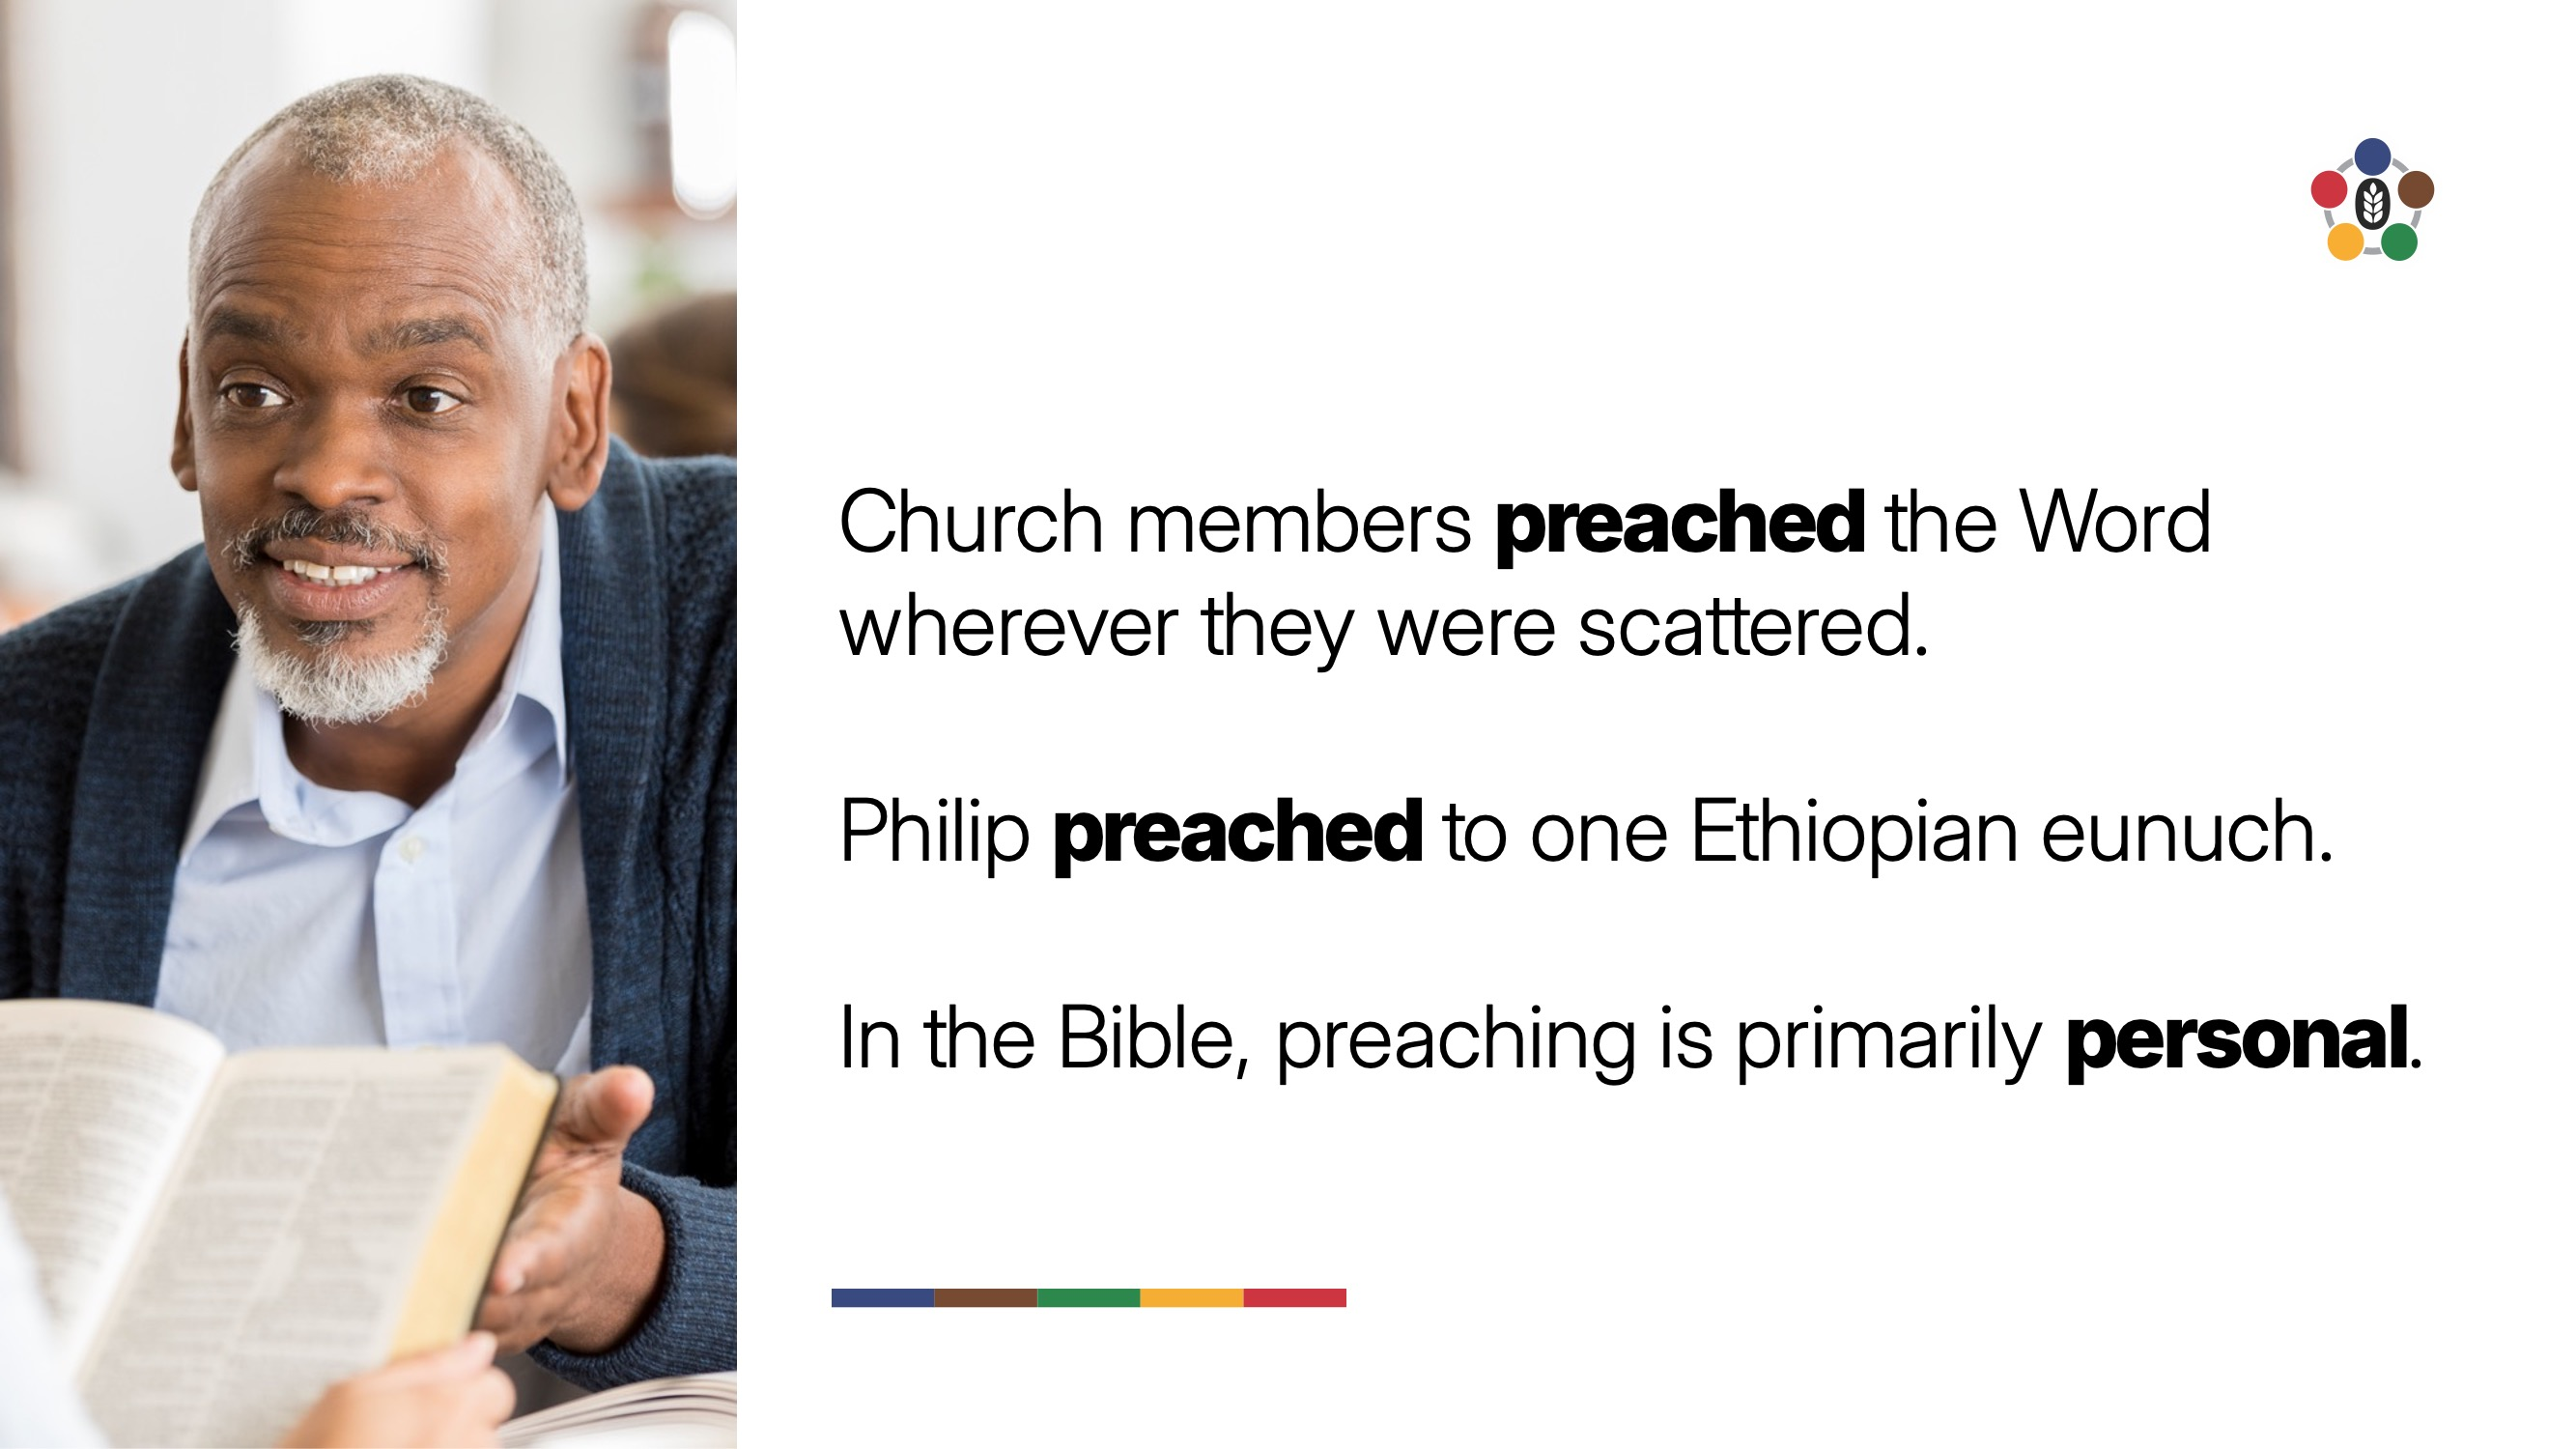 Church members preached the Word
wherever they were scattered.
Philip preached to one Ethiopian eunuch.
In the Bible, preaching is primarily personal.